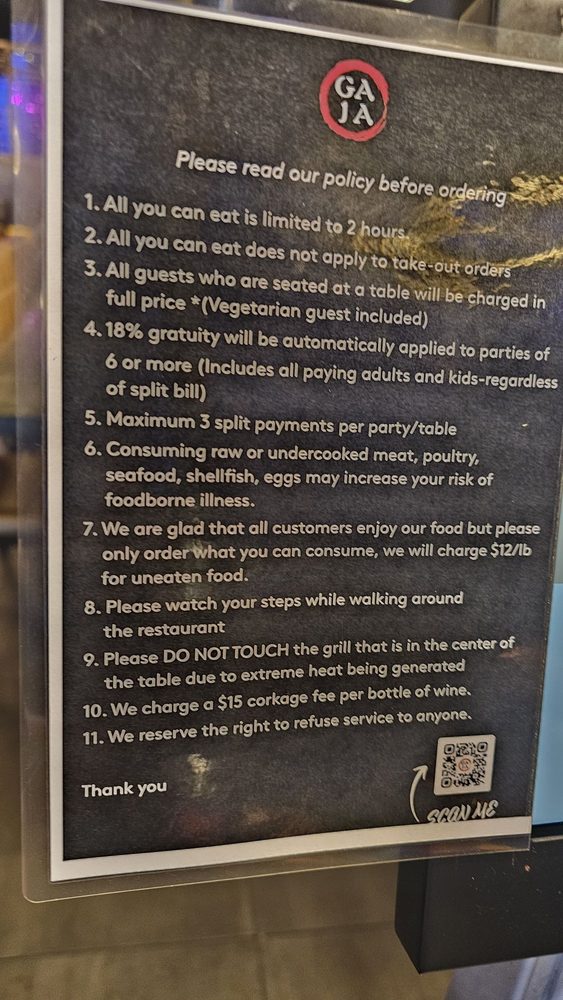 GA
JA
Please read our policy before ordering
1. All you can eat is limited to 2 hours
2. All you can eat does not apply to take-out orders
3. All guests who are seated at a table will be charged in
full price *(Vegetarian guest included)
4. 18% gratuity will be automatically applied to parties of
6 or more (Includes all paying adults and kids-regardless
of split bill)
5. Maximum 3 split payments per party/table
6. Consuming raw or undercooked meat, poultry,
seafood, shellfish, eggs may increase your risk of
foodborne illness.
7. We are glad that all customers enjoy our food but please
only order what you can consume, we will charge $12/lb
for uneaten food.
8. Please watch your steps while walking around
the restaurant
9. Please DO NOT TOUCH the grill that is in the center of
the table due to extreme heat being generated
10. We charge a $15 corkage fee per bottle of wine.
11. We reserve the right to refuse service to anyone.
Thank you
SCAN ME